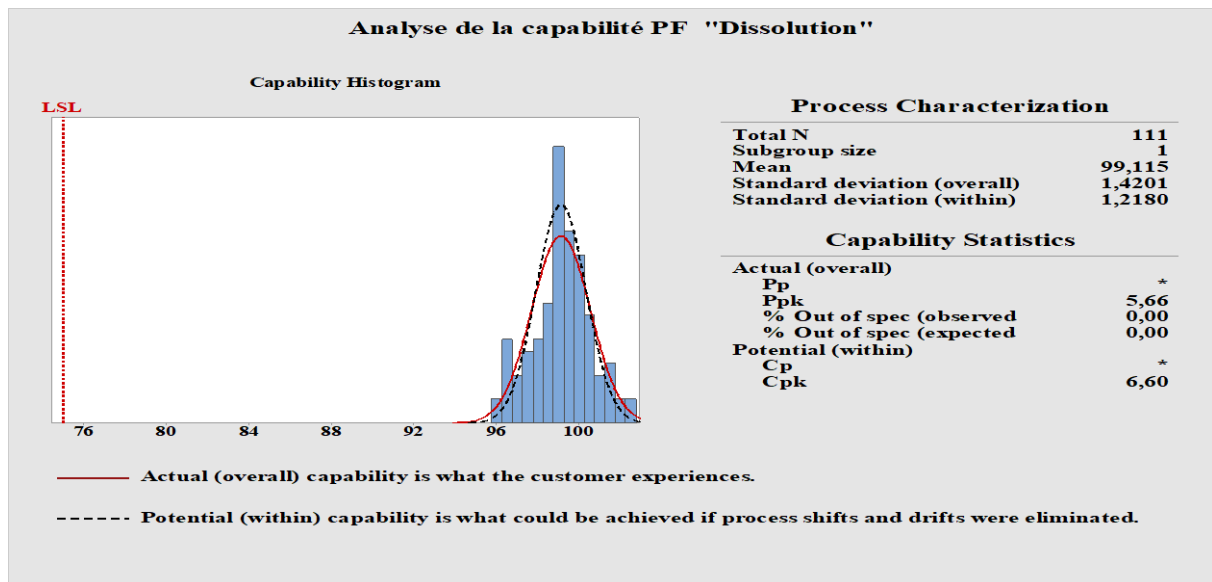 Analyse de la capabilité PF "Dissolution"
Capability Histogram
LSL
76 80 84 88 92 96 100
Process Characterization
Total N 111
Subgroup size 1
Mean 99,115
Standard deviation (overall) 1,4201
Standard deviation (within) 1,2180
Capability Statistics
Actual (overall)
Pp *
Ppk 5,66
% Out of spec (observed 0,00
% Out of spec (expected 0,00
Potential (within)
Cp *
Cpk 6,60
Actual (overall) capability is what the customer experiences.
Potential (within) capability is what could be achieved if process shifts and drifts were eliminated.